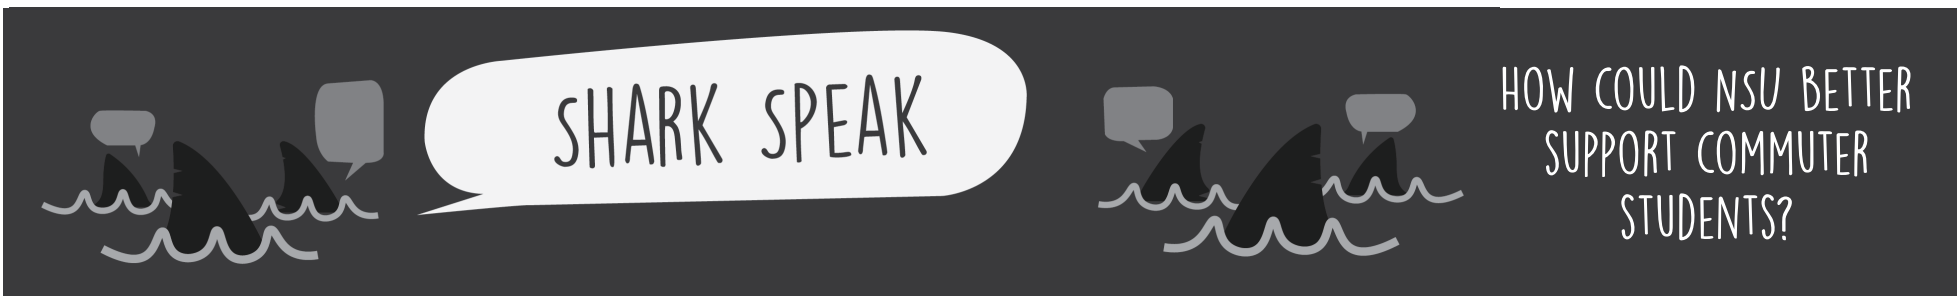 SHARK SPEAK
HOW COULD NSU BETTER
SUPPORT COMMUTER
STUDENTS?